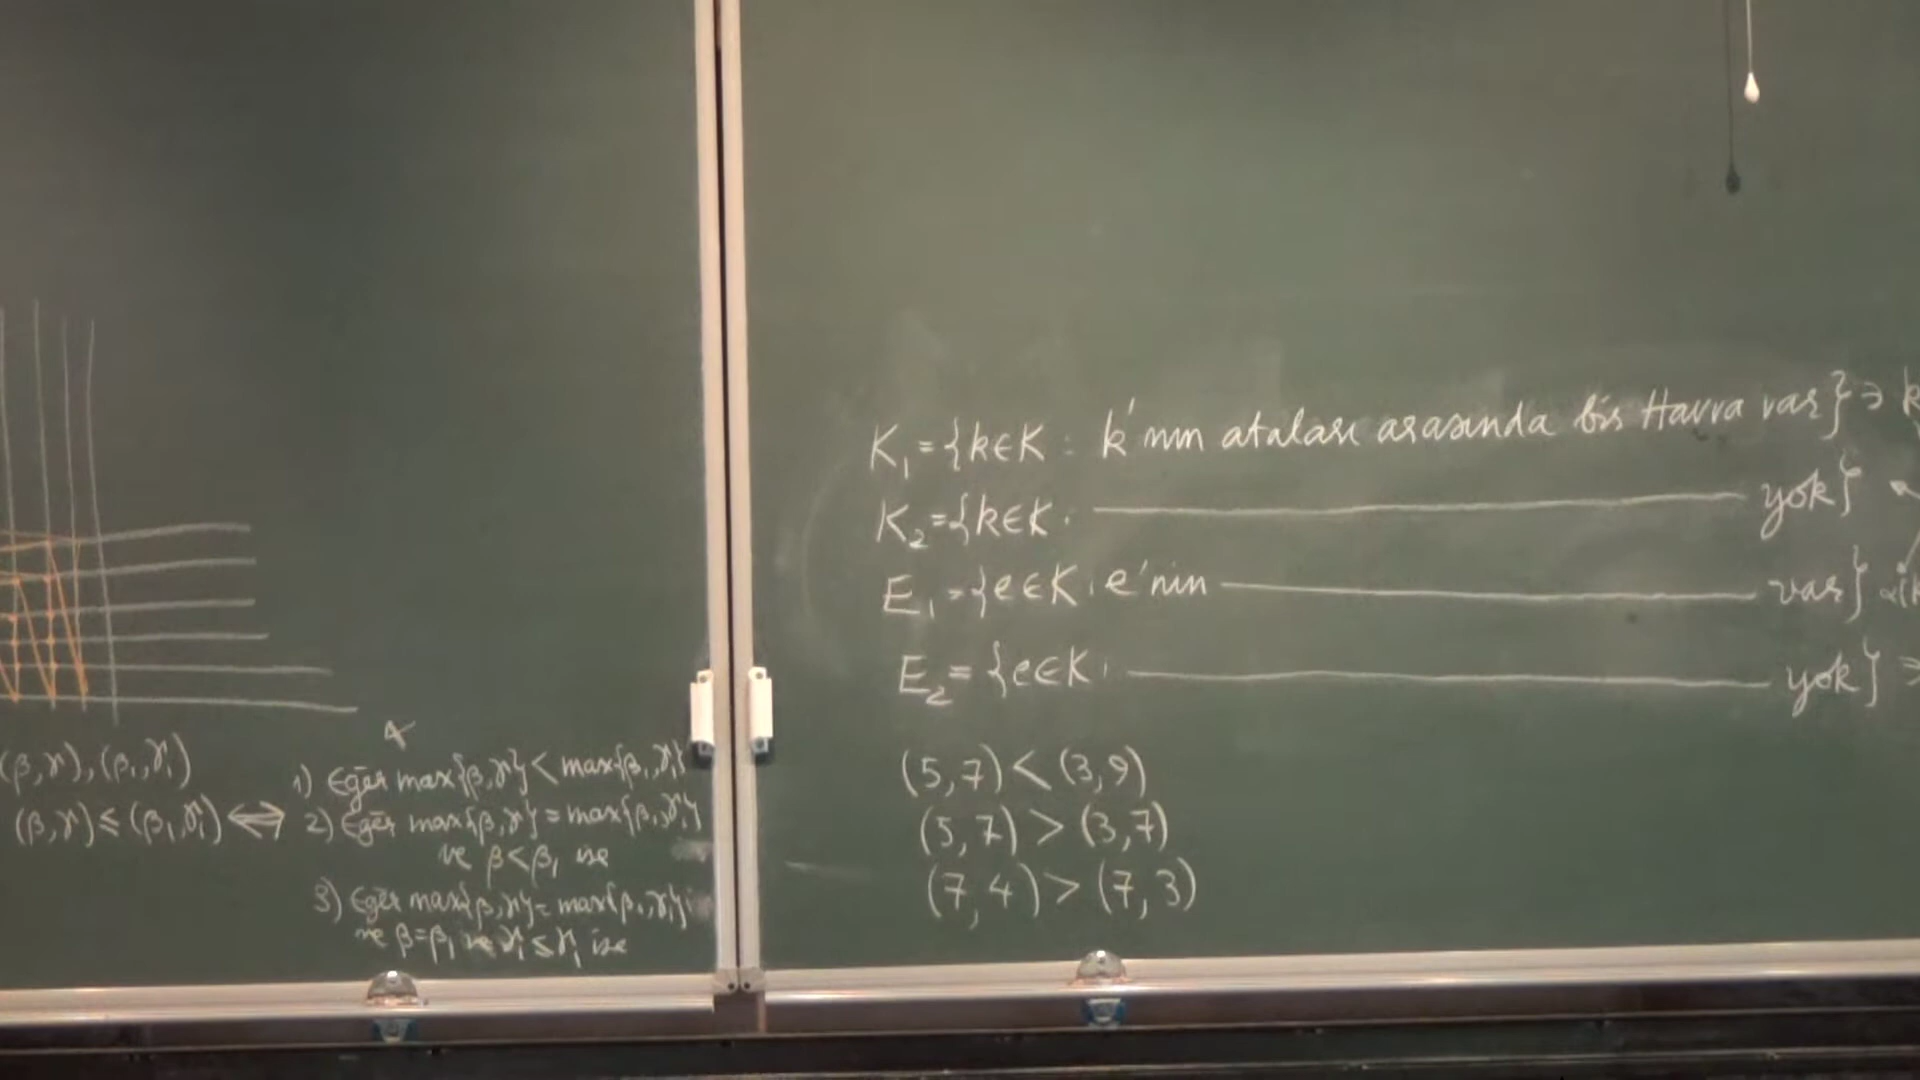 (β,γ),(β₁,γ₁)
(β,γ)≤(β₁,γ₁) ⟺
1) Eğer max{β,γ}<max{β₁,γ₁}
2) Eğer max{β,γ}=max{β₁,γ₁}
ve β<β₁ ise
3) Eğer max{β,γ}=max{β₁,γ₁}
ve β=β₁ ve γ₁≤γ₁ ise
K₁={k∈K : k'nın ataları arasında bir Havva var} →
K₂={k∈K : ——— yok}
E₁={e∈K : e'nin ——— var}
E₂={e∈K : ——— yok}
(5,7)<(3,9)
(5,7)>(3,7)
(7,4)>(7,3)